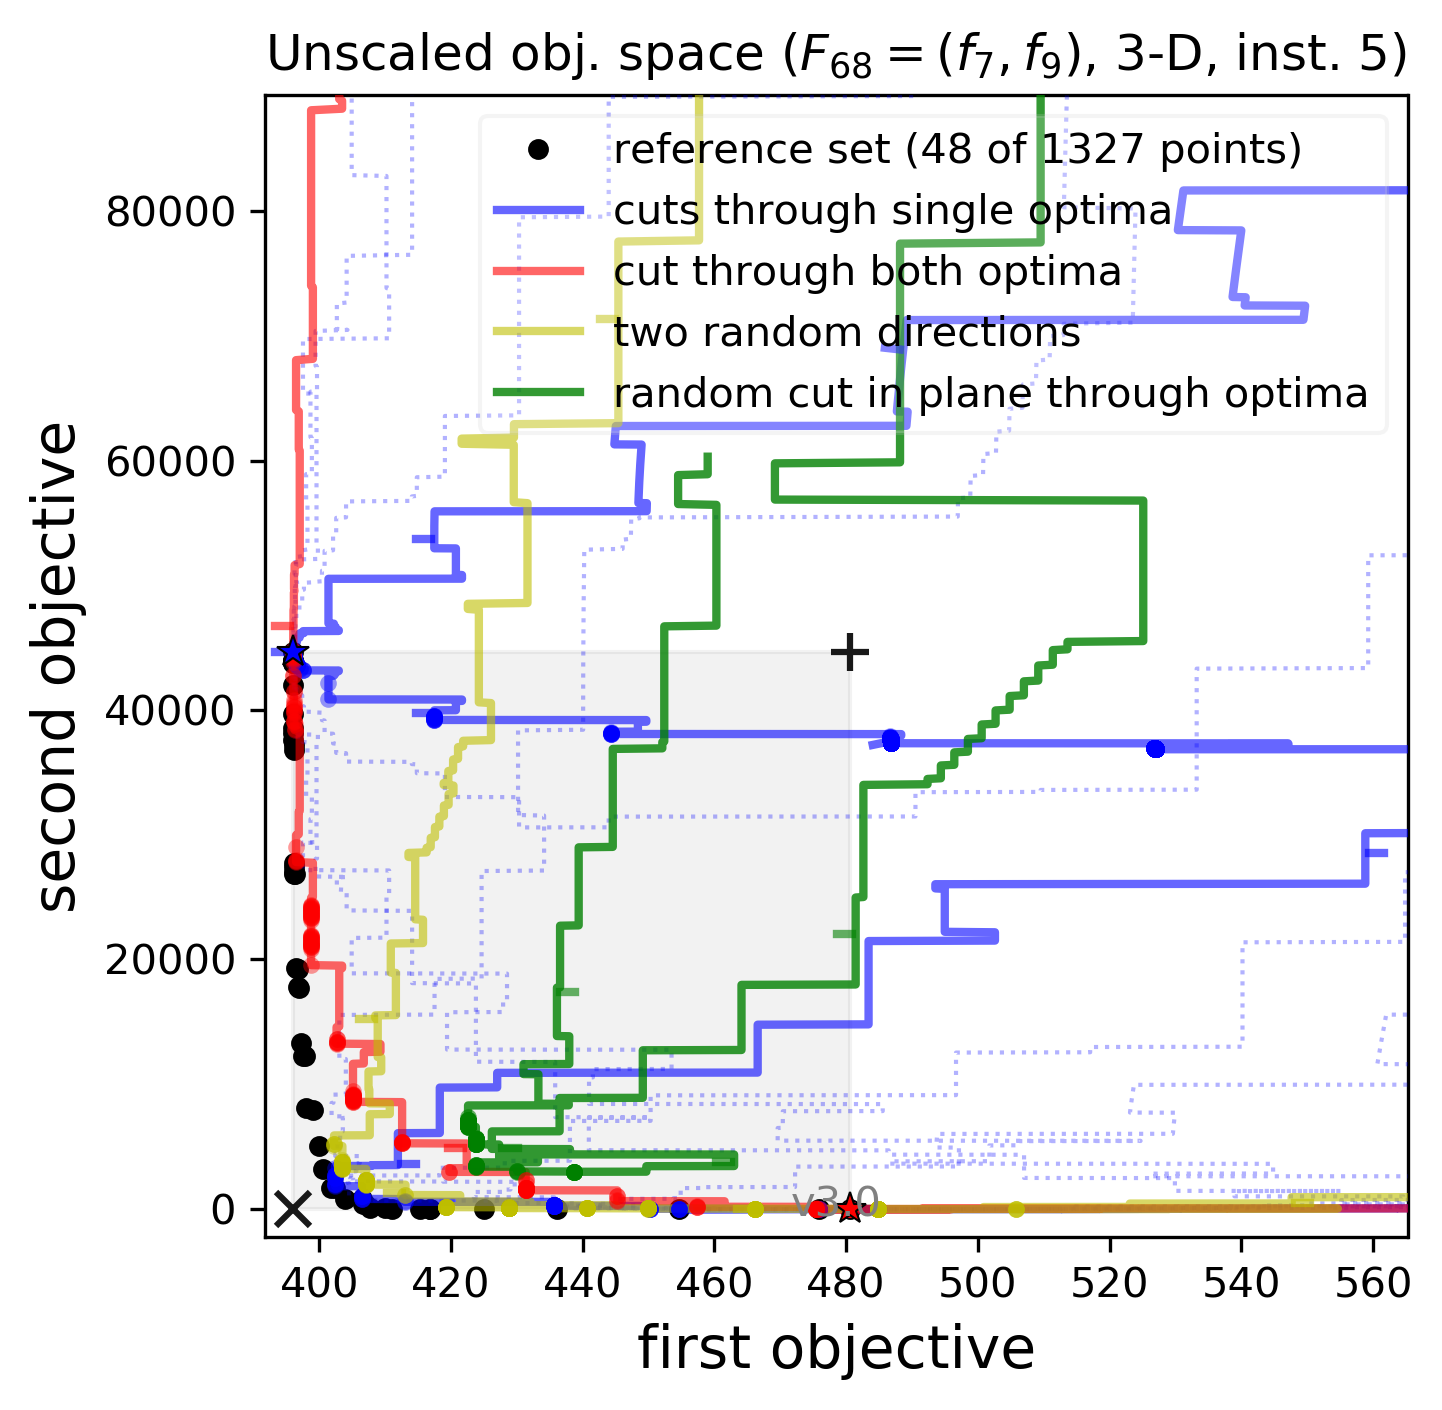 Unscaled obj. space (F₆₈ = (f₇, f₉), 3-D, inst. 5)
reference set (48 of 1327 points)
cuts through single optima
cut through both optima
two random directions
random cut in plane through optima
second objective
80000
60000
40000
20000
0
v3.0
400 420 440 460 480 500 520 540 560
first objective